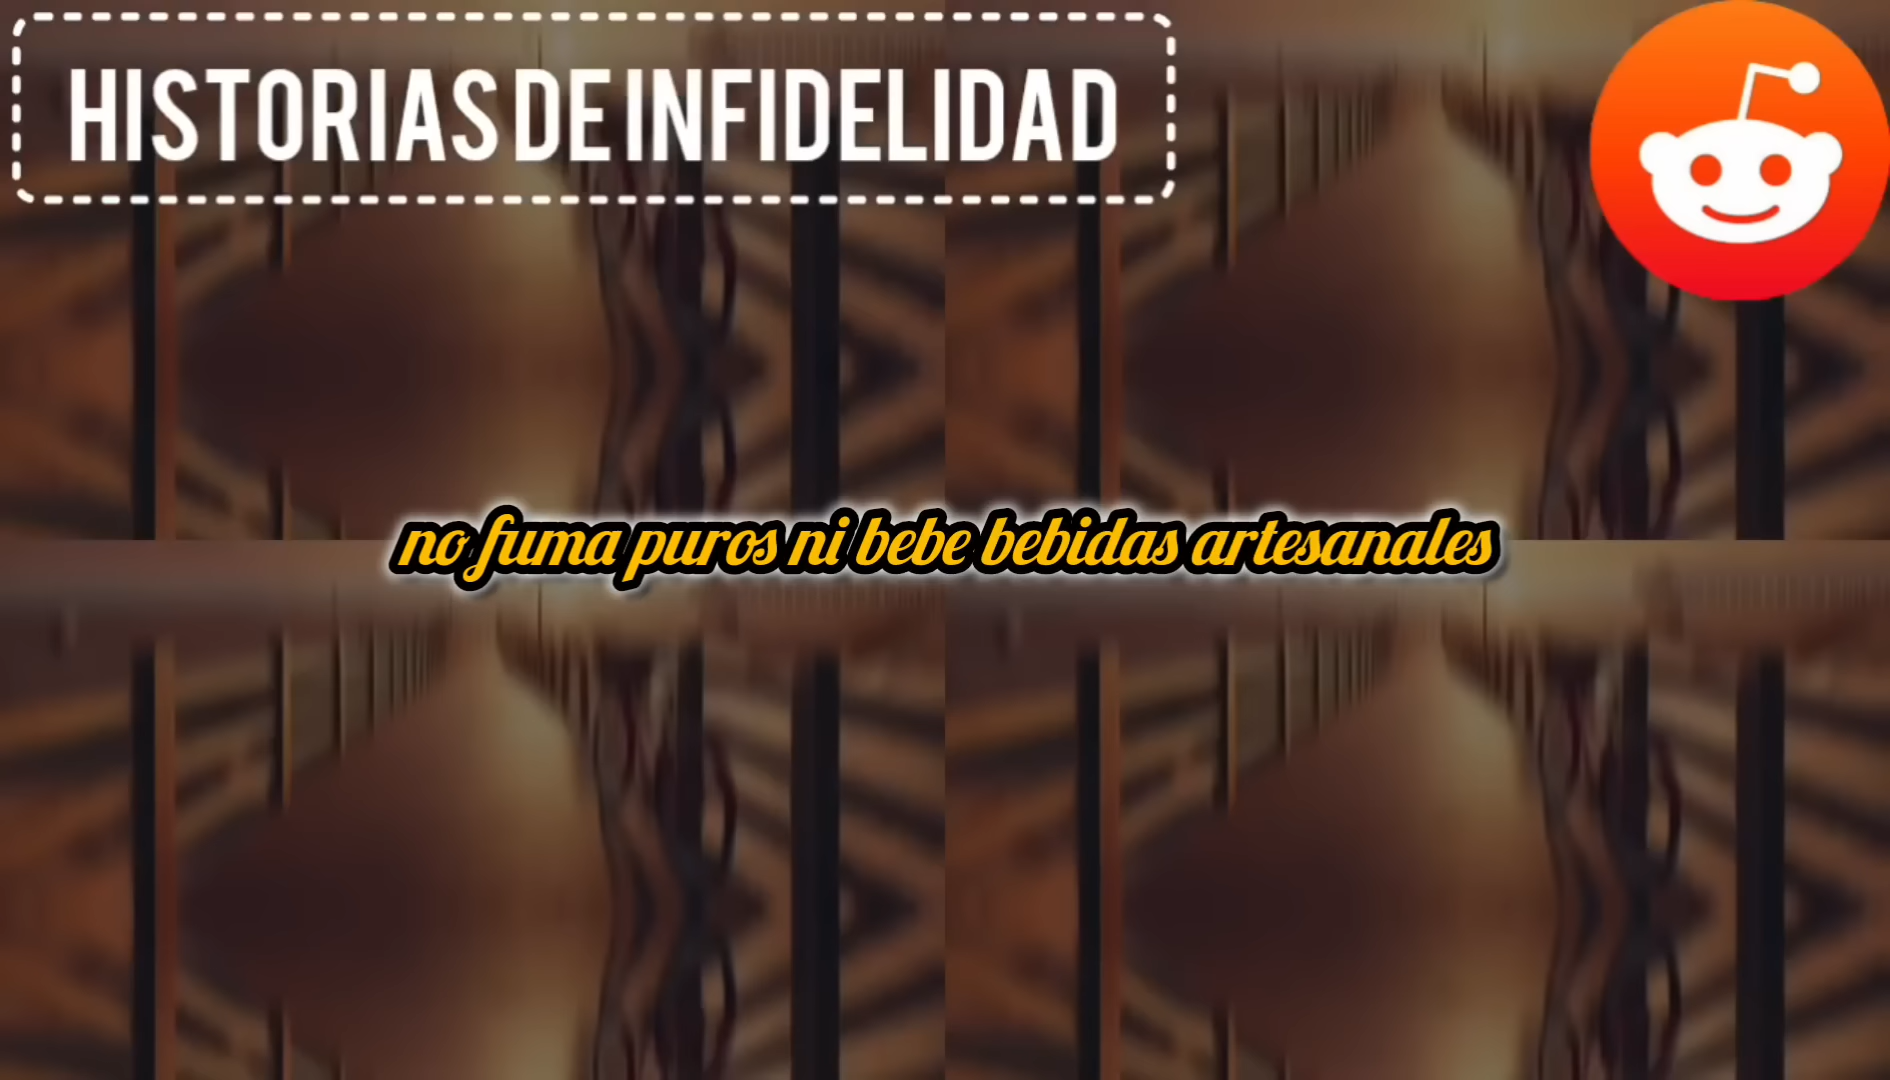 HISTORIAS DE INFIDELIDAD
no fuma puros ni bebe bebidas artesanales